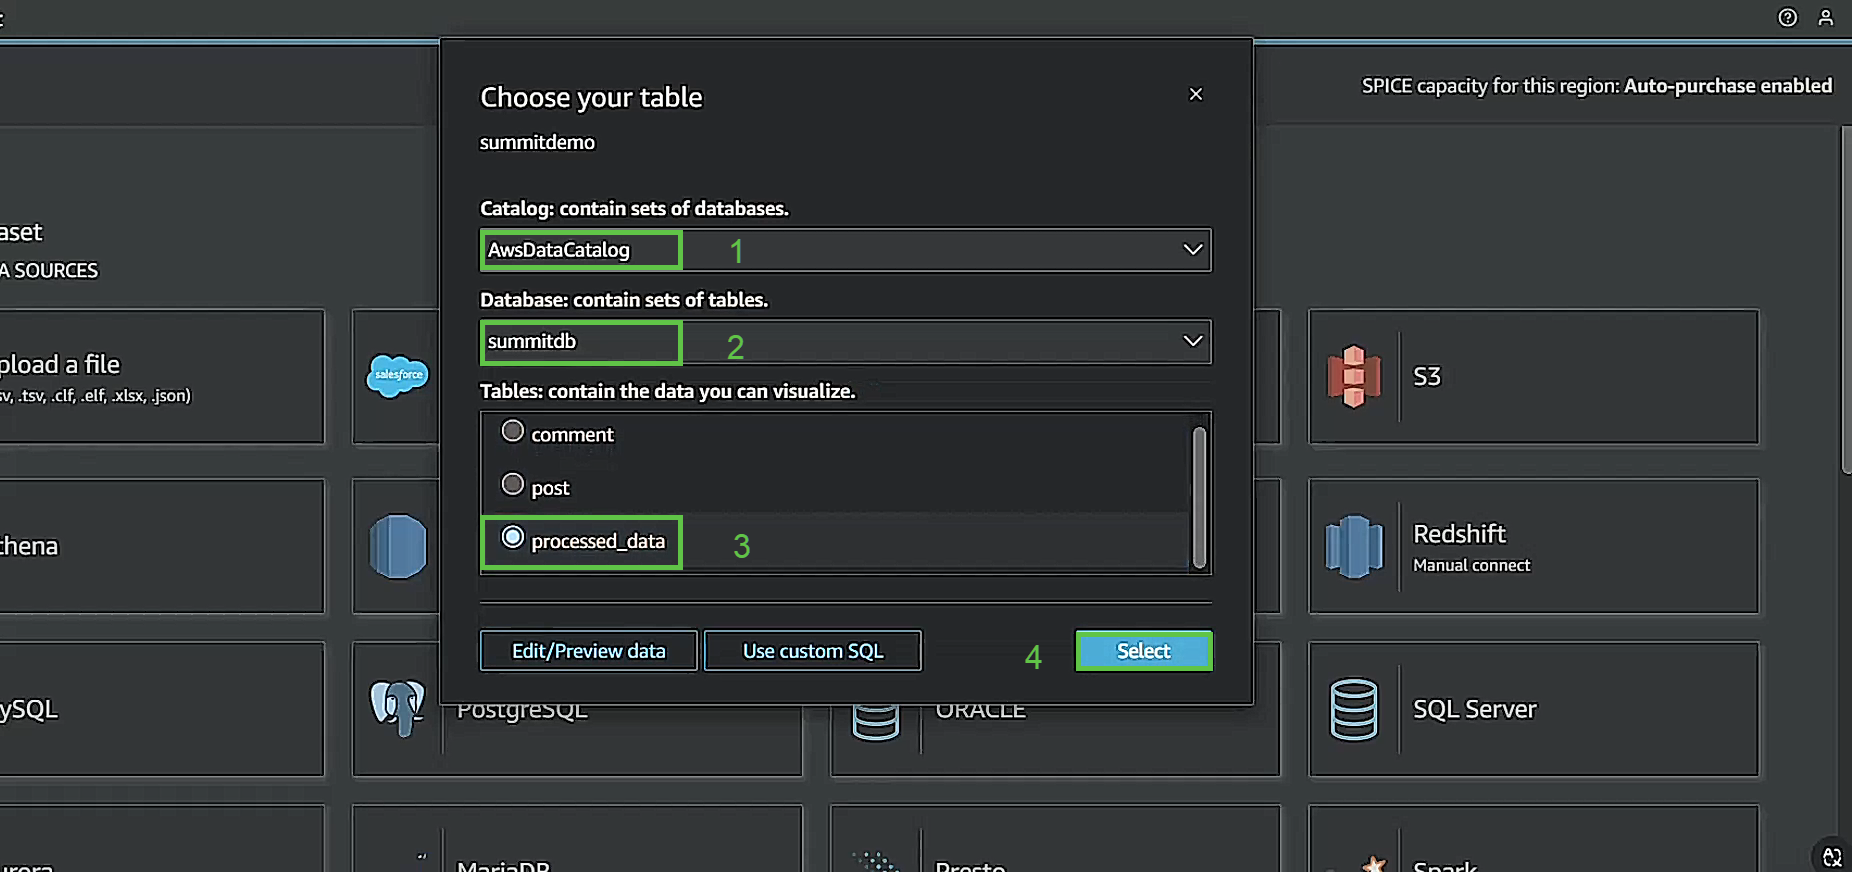 SPICE capacity for this region: Auto-purchase enabled
Choose your table
summitdemo
Catalog: contain sets of databases.
AwsDataCatalog 1
Database: contain sets of tables.
summitdb 2
Tables: contain the data you can visualize.
comment
post
processed_data 3
Edit/Preview data
Use custom SQL
4
Select
aset
A SOURCES
pload a file
sv, .tsv, .clf, .elf, .xlsx, .json)
salesforce
S3
thena
Redshift
Manual connect
ySQL
PostgreSQL
ORACLE
SQL Server
MariaDB
Presto
Spark